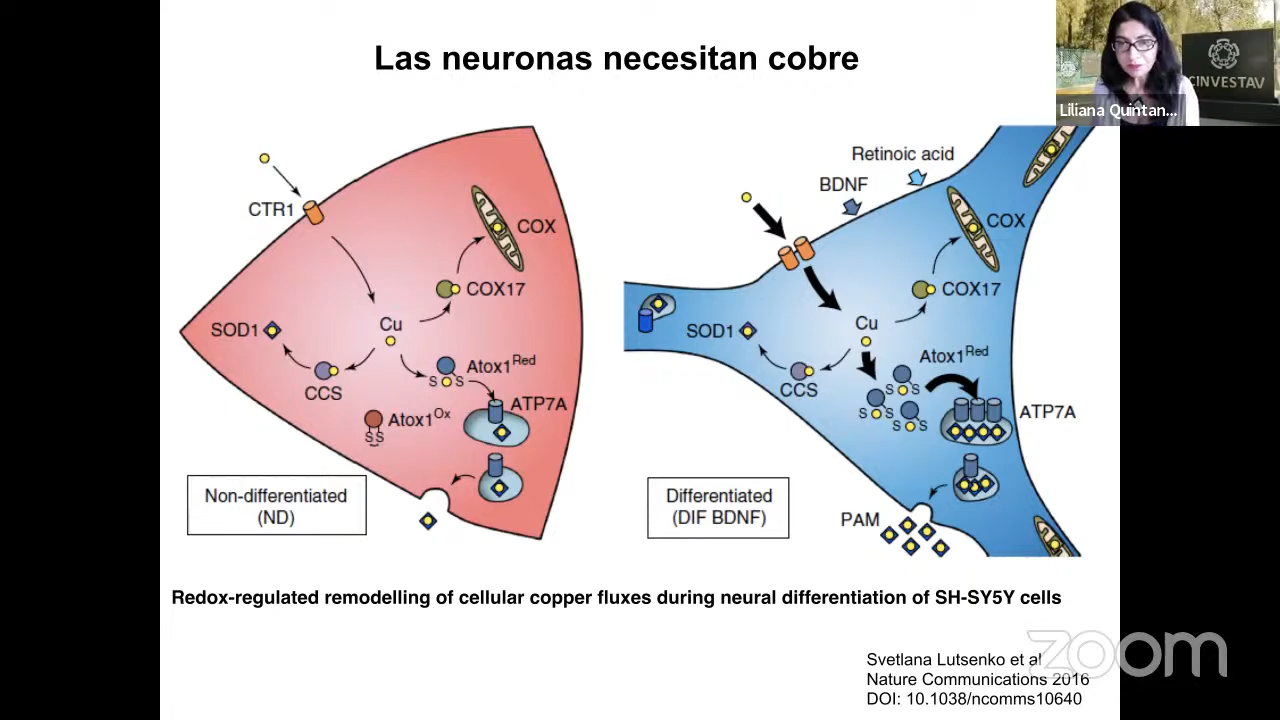 Las neuronas necesitan cobre
CINVESTAV
Liliana Quintan...
CTR1
COX
COX17
Cu
SOD1
CCS
Atox1Red
S S
ATP7A
Atox1Ox
SS
Non-differentiated
(ND)
Retinoic acid
BDNF
COX
COX17
Cu
SOD1
CCS
Atox1Red
S S
S S
S S
ATP7A
PAM
Differentiated
(DIF BDNF)
Redox-regulated remodelling of cellular copper fluxes during neural differentiation of SH-SY5Y cells
Svetlana Lutsenko et al
Nature Communications 2016
DOI: 10.1038/ncomms10640
zoom